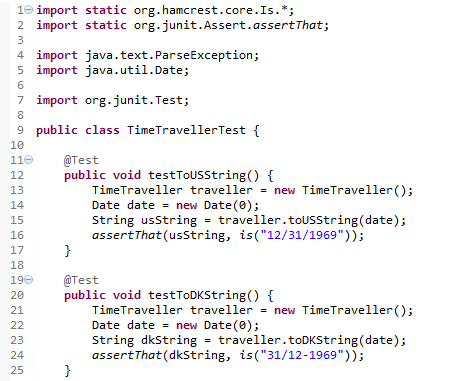 1 import static org.hamcrest.core.Is.*;
2 import static org.junit.Assert.assertThat;
3
4 import java.text.ParseException;
5 import java.util.Date;
6
7 import org.junit.Test;
8
9 public class TimeTravellerTest {
10
11     @Test
12     public void testToUSString() {
13         TimeTraveller traveller = new TimeTraveller();
14         Date date = new Date(0);
15         String usString = traveller.toUSString(date);
16         assertThat(usString, is("12/31/1969"));
17     }
18
19     @Test
20     public void testToDKString() {
21         TimeTraveller traveller = new TimeTraveller();
22         Date date = new Date(0);
23         String dkString = traveller.toDKString(date);
24         assertThat(dkString, is("31/12-1969"));
25     }